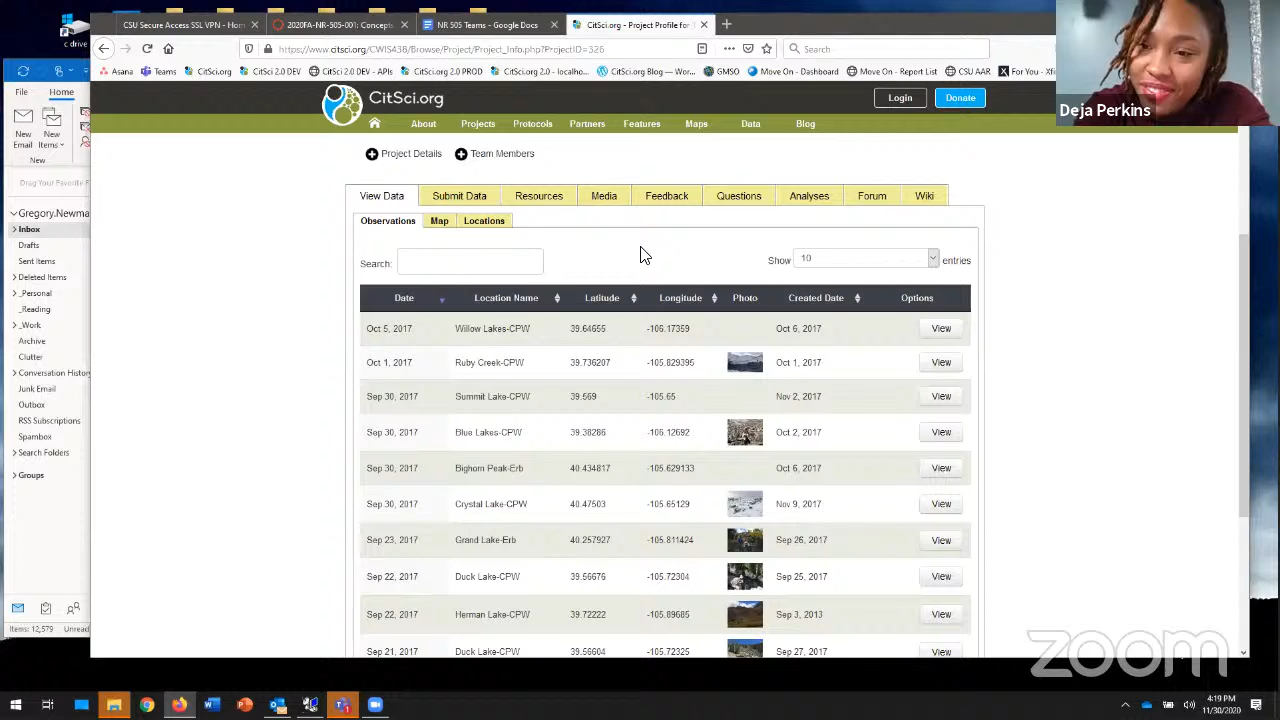 CSU Secure Access SSL VPN - Hom
2020FA-NR-505-001: Concepts
NR 505 Teams - Google Docs
CitSci.org - Project Profile for T
https://www.citsci.org/CWIS438/Browse/Project/Project_Info.php?ProjectID=326
Search
Asana
Teams
CitSci.org
CitSci 2.0 DEV
CitSci 2.0 DEV - APIs
CitSci.org 2.0 PROD
CitSci.org 2.0 - localho...
CitSci.org Blog — Wor...
GMSO
Move On - Dashboard
Move On - Report List
CSU AAR
For You - Xfi
Deja Perkins
c drive
File
Home
New Email
New Items
New
Drag Your Favorite F
Gregory.Newma
Inbox
Drafts
Sent Items
Deleted Items
_Personal
_Reading
_Work
Archive
Clutter
Conversation History
Junk Email
Outbox
RSS Subscriptions
Spambox
Search Folders
Groups
Items: 12,579
Unread
CitSci.org
Login
Donate
About
Projects
Protocols
Partners
Features
Maps
Data
Blog
Project Details
Team Members
View Data
Submit Data
Resources
Media
Feedback
Questions
Analyses
Forum
Wiki
Observations
Map
Locations
Search:
Show 10 entries
Date Location Name Latitude Longitude Photo Created Date Options
Oct 5, 2017 Willow Lakes-CPW 39.64655 -106.17359 Oct 6, 2017 View
Oct 1, 2017 Ruby Creek-CPW 39.736207 -105.829395 Oct 1, 2017 View
Sep 30, 2017 Summit Lake-CPW 39.569 -105.65 Nov 2, 2017 View
Sep 30, 2017 Blue Lakes-CPW 39.38286 -106.12692 Oct 2, 2017 View
Sep 30, 2017 Bighorn Peak-Erb 40.434817 -105.629133 Oct 6, 2017 View
Sep 30, 2017 Crystal Lake-CPW 40.47503 -105.65129 Nov 9, 2017 View
Sep 23, 2017 Grand Lake-Erb 40.257927 -105.811424 Sep 26, 2017 View
Sep 22, 2017 Duck Lake-CPW 39.56676 -105.72304 Sep 25, 2017 View
Sep 22, 2017 Herman Lake-CPW 39.72222 -105.89685 Sep 3, 2013 View
Sep 21, 2017 Duck Lake-CPW 39.56604 -105.72325 Sep 27, 2017 View
zoom
4:19 PM
11/30/2020